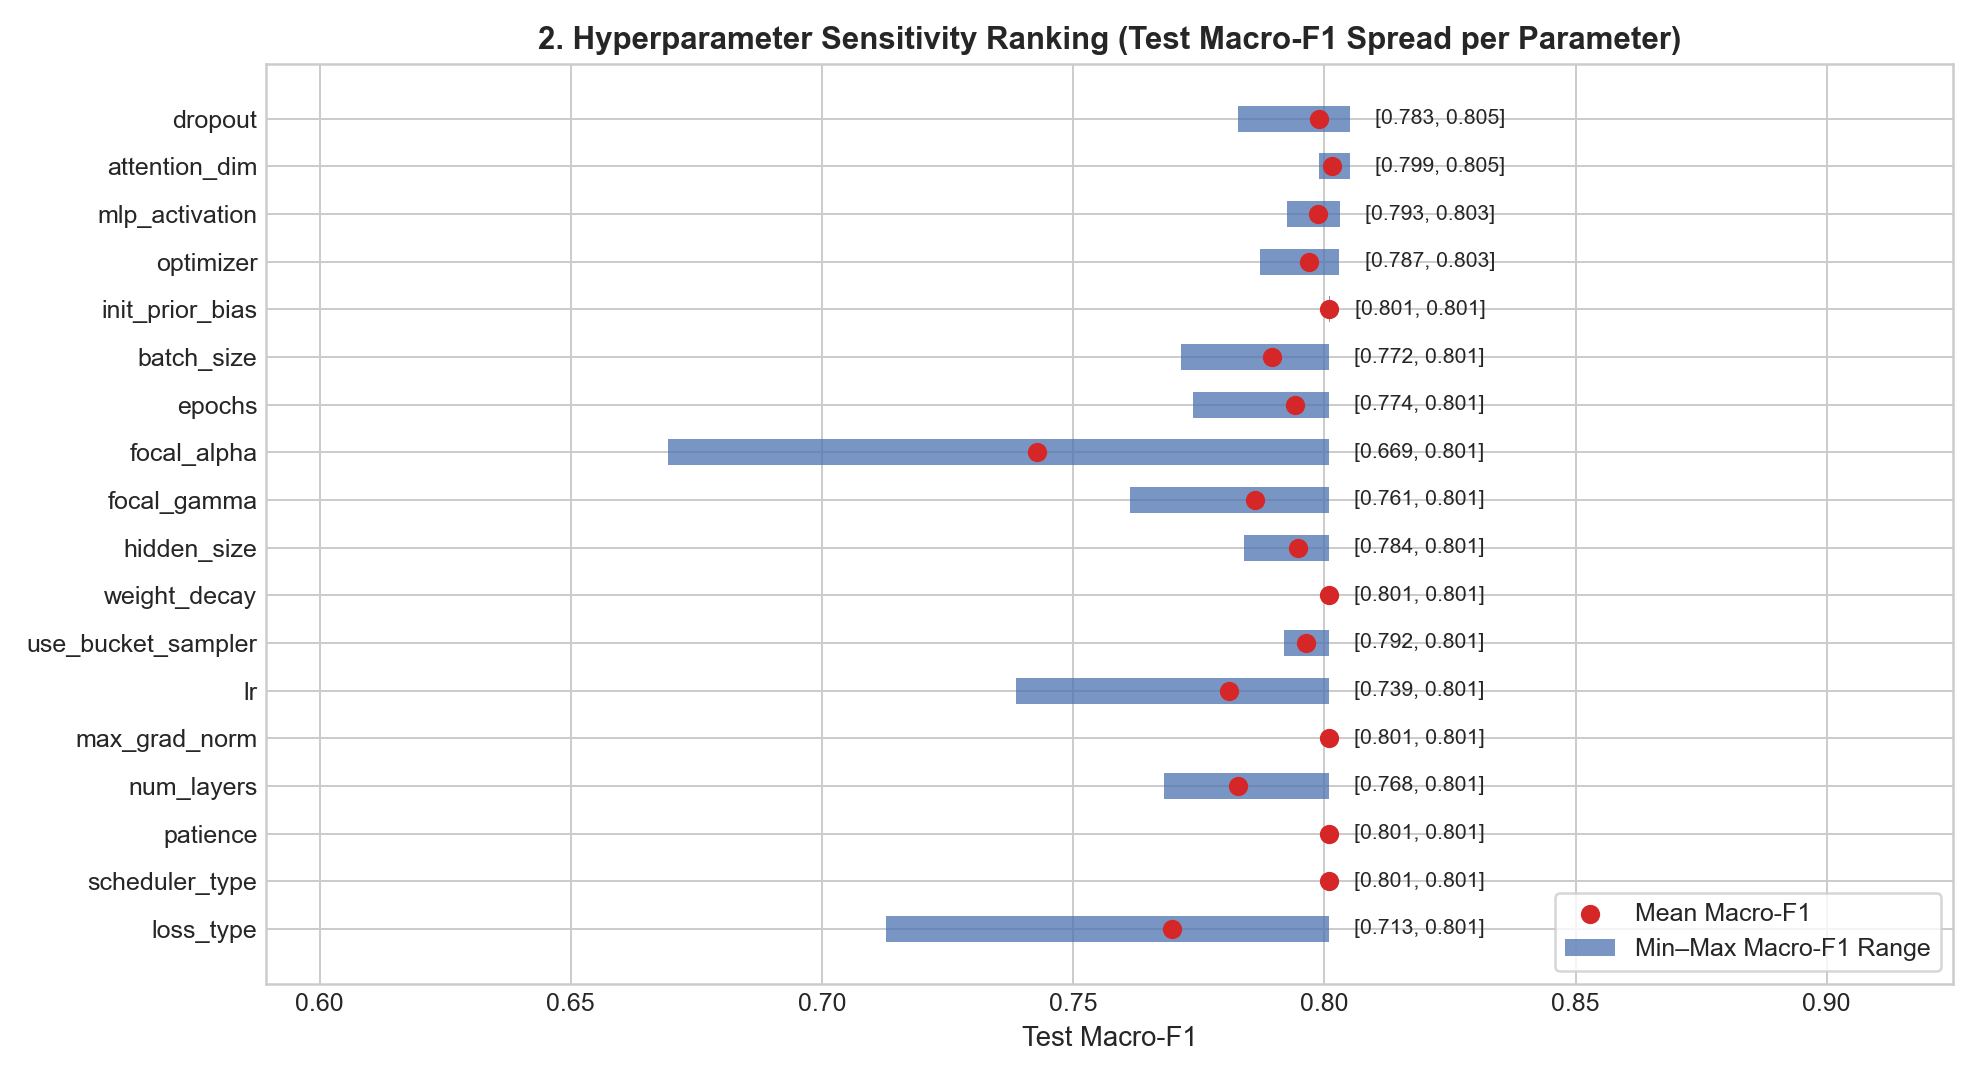 2. Hyperparameter Sensitivity Ranking (Test Macro-F1 Spread per Parameter)
dropout [0.783, 0.805]
attention_dim [0.799, 0.805]
mlp_activation [0.793, 0.803]
optimizer [0.787, 0.803]
init_prior_bias [0.801, 0.801]
batch_size [0.772, 0.801]
epochs [0.774, 0.801]
focal_alpha [0.669, 0.801]
focal_gamma [0.761, 0.801]
hidden_size [0.784, 0.801]
weight_decay [0.801, 0.801]
use_bucket_sampler [0.792, 0.801]
lr [0.739, 0.801]
max_grad_norm [0.801, 0.801]
num_layers [0.768, 0.801]
patience [0.801, 0.801]
scheduler_type [0.801, 0.801]
loss_type [0.713, 0.801]
Mean Macro-F1
Min–Max Macro-F1 Range
0.60 0.65 0.70 0.75 0.80 0.85 0.90
Test Macro-F1